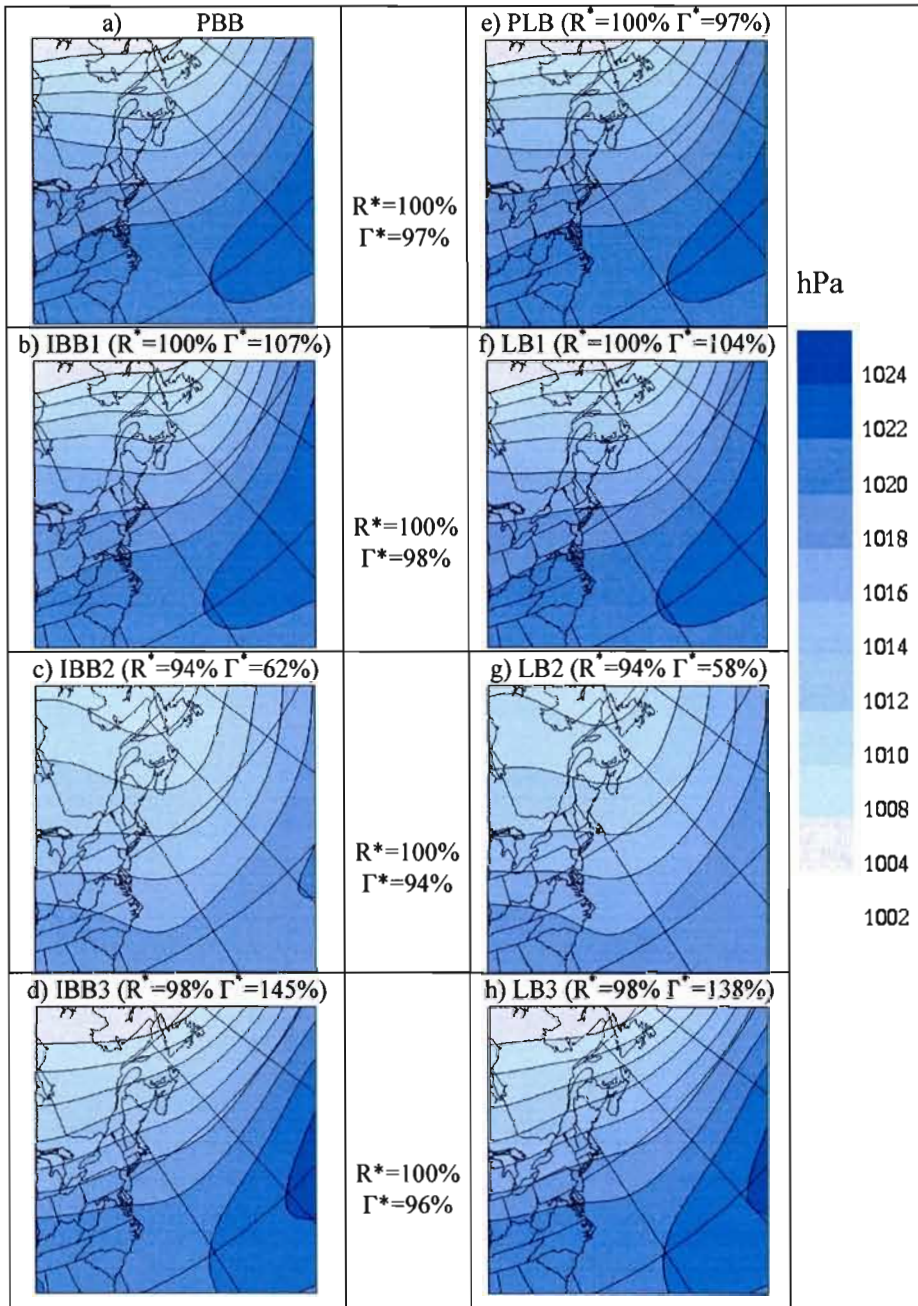 a) PBB
e) PLB (R*=100% Γ*=97%)
R*=100%
Γ*=97%
b) IBB1 (R*=100% Γ*=107%)
f) LB1 (R*=100% Γ*=104%)
R*=100%
Γ*=98%
c) IBB2 (R*=94% Γ*=62%)
g) LB2 (R*=94% Γ*=58%)
R*=100%
Γ*=94%
d) IBB3 (R*=98% Γ*=145%)
h) LB3 (R*=98% Γ*=138%)
R*=100%
Γ*=96%
hPa
1024
1022
1020
1018
1016
1014
1012
1010
1008
1004
1002